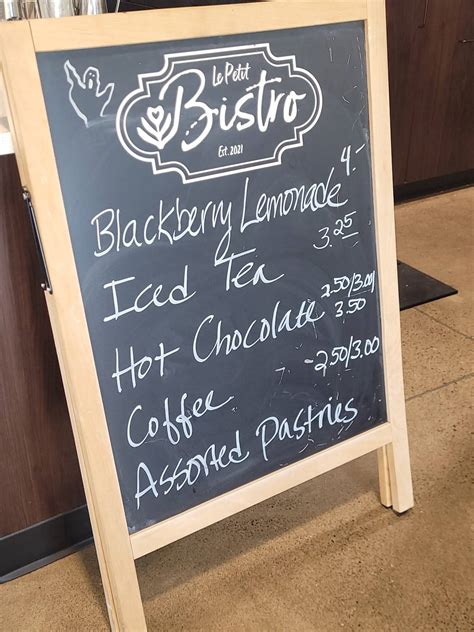 Le Petit
Bistro
Est. 2021
Blackberry Lemonade 4.-
Iced Tea 3.25
Hot Chocolate 2.50/3.00/
3.50
Coffee 2.50/3.00
Assorted Pastries